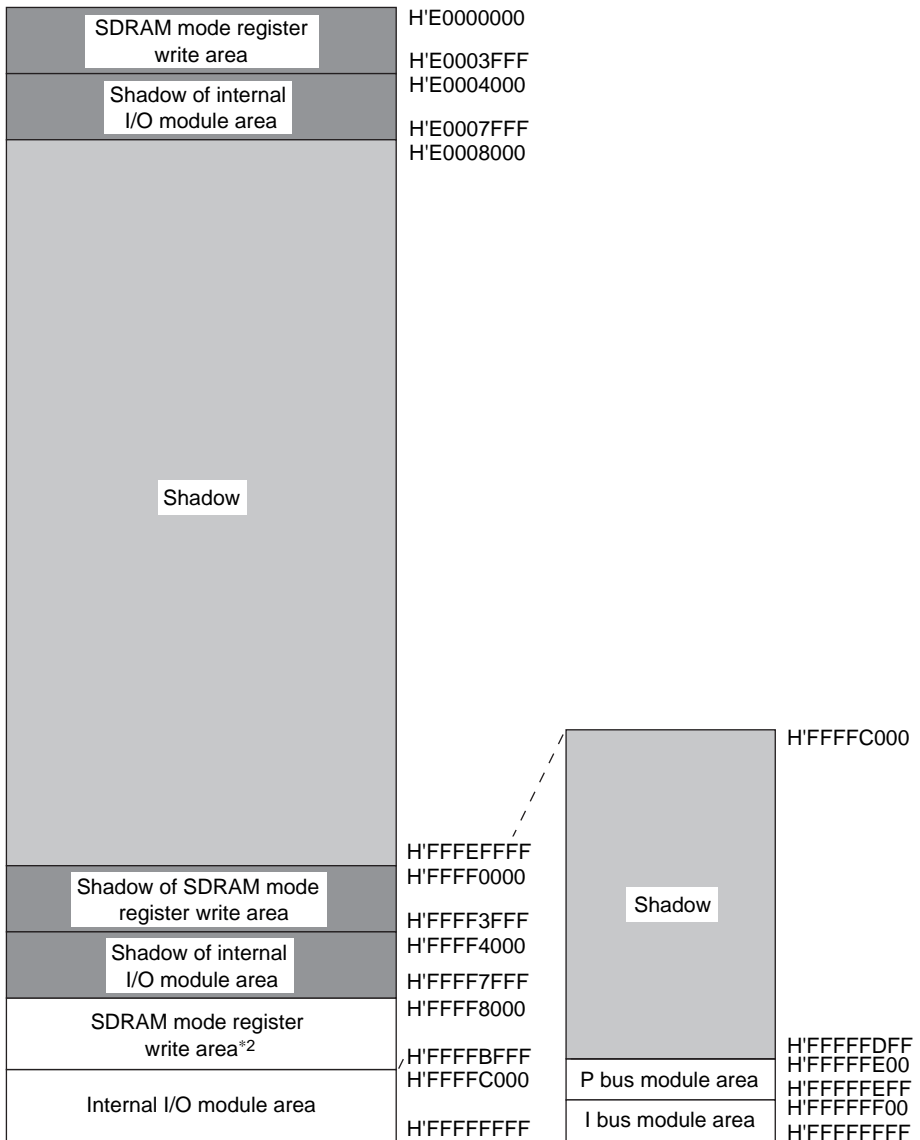 SDRAM mode register
write area
H'E0000000
H'E0003FFF
Shadow of internal
I/O module area
H'E0004000
H'E0007FFF
H'E0008000
Shadow
H'FFFEFFFF
Shadow of SDRAM mode
register write area
H'FFFF0000
H'FFFF3FFF
Shadow of internal
I/O module area
H'FFFF4000
H'FFFF7FFF
SDRAM mode register
write area*2
H'FFFF8000
H'FFFFBFFF
Internal I/O module area
H'FFFFC000
H'FFFFFFFF
H'FFFFC000
Shadow
H'FFFFFDFF
P bus module area
H'FFFFFE00
H'FFFFFEFF
I bus module area
H'FFFFFF00
H'FFFFFFFF